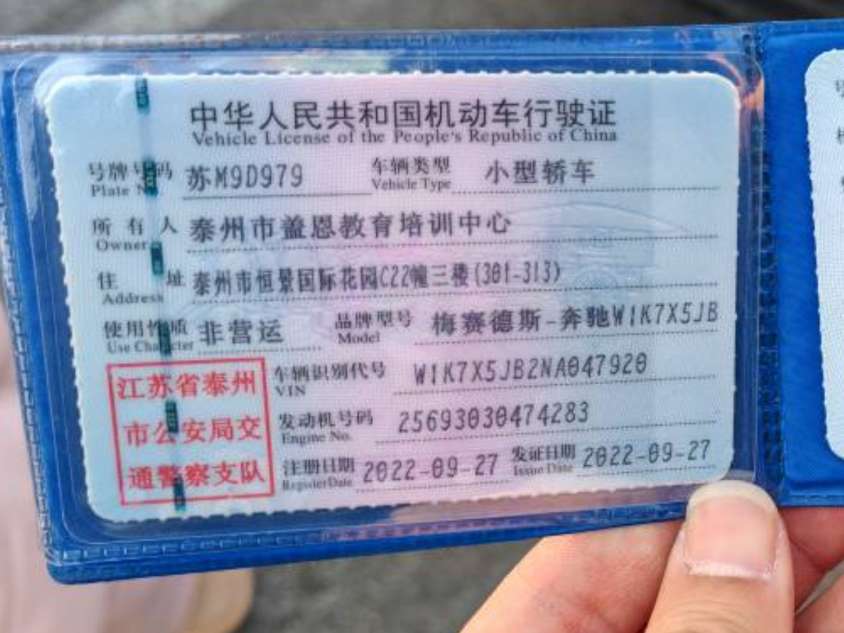 中华人民共和国机动车行驶证
Vehicle License of the People's Republic of China
号牌号码 苏M9D979 车辆类型 小型轿车
Plate No. Vehicle Type
所有人 泰州市盖恩教育培训中心
Owner
住址 泰州市恒景国际花园C22幢三楼(301-313)
Address
使用性质 非营运 品牌型号 梅赛德斯-奔驰W1K7X5JB
Use Character Model
江苏省泰州
市公安局交
通警察支队
车辆识别代号 W1K7X5JB2NA047920
VIN
发动机号码 25693030474283
Engine No.
注册日期 2022-09-27 发证日期 2022-09-27
Register Date Issue Date